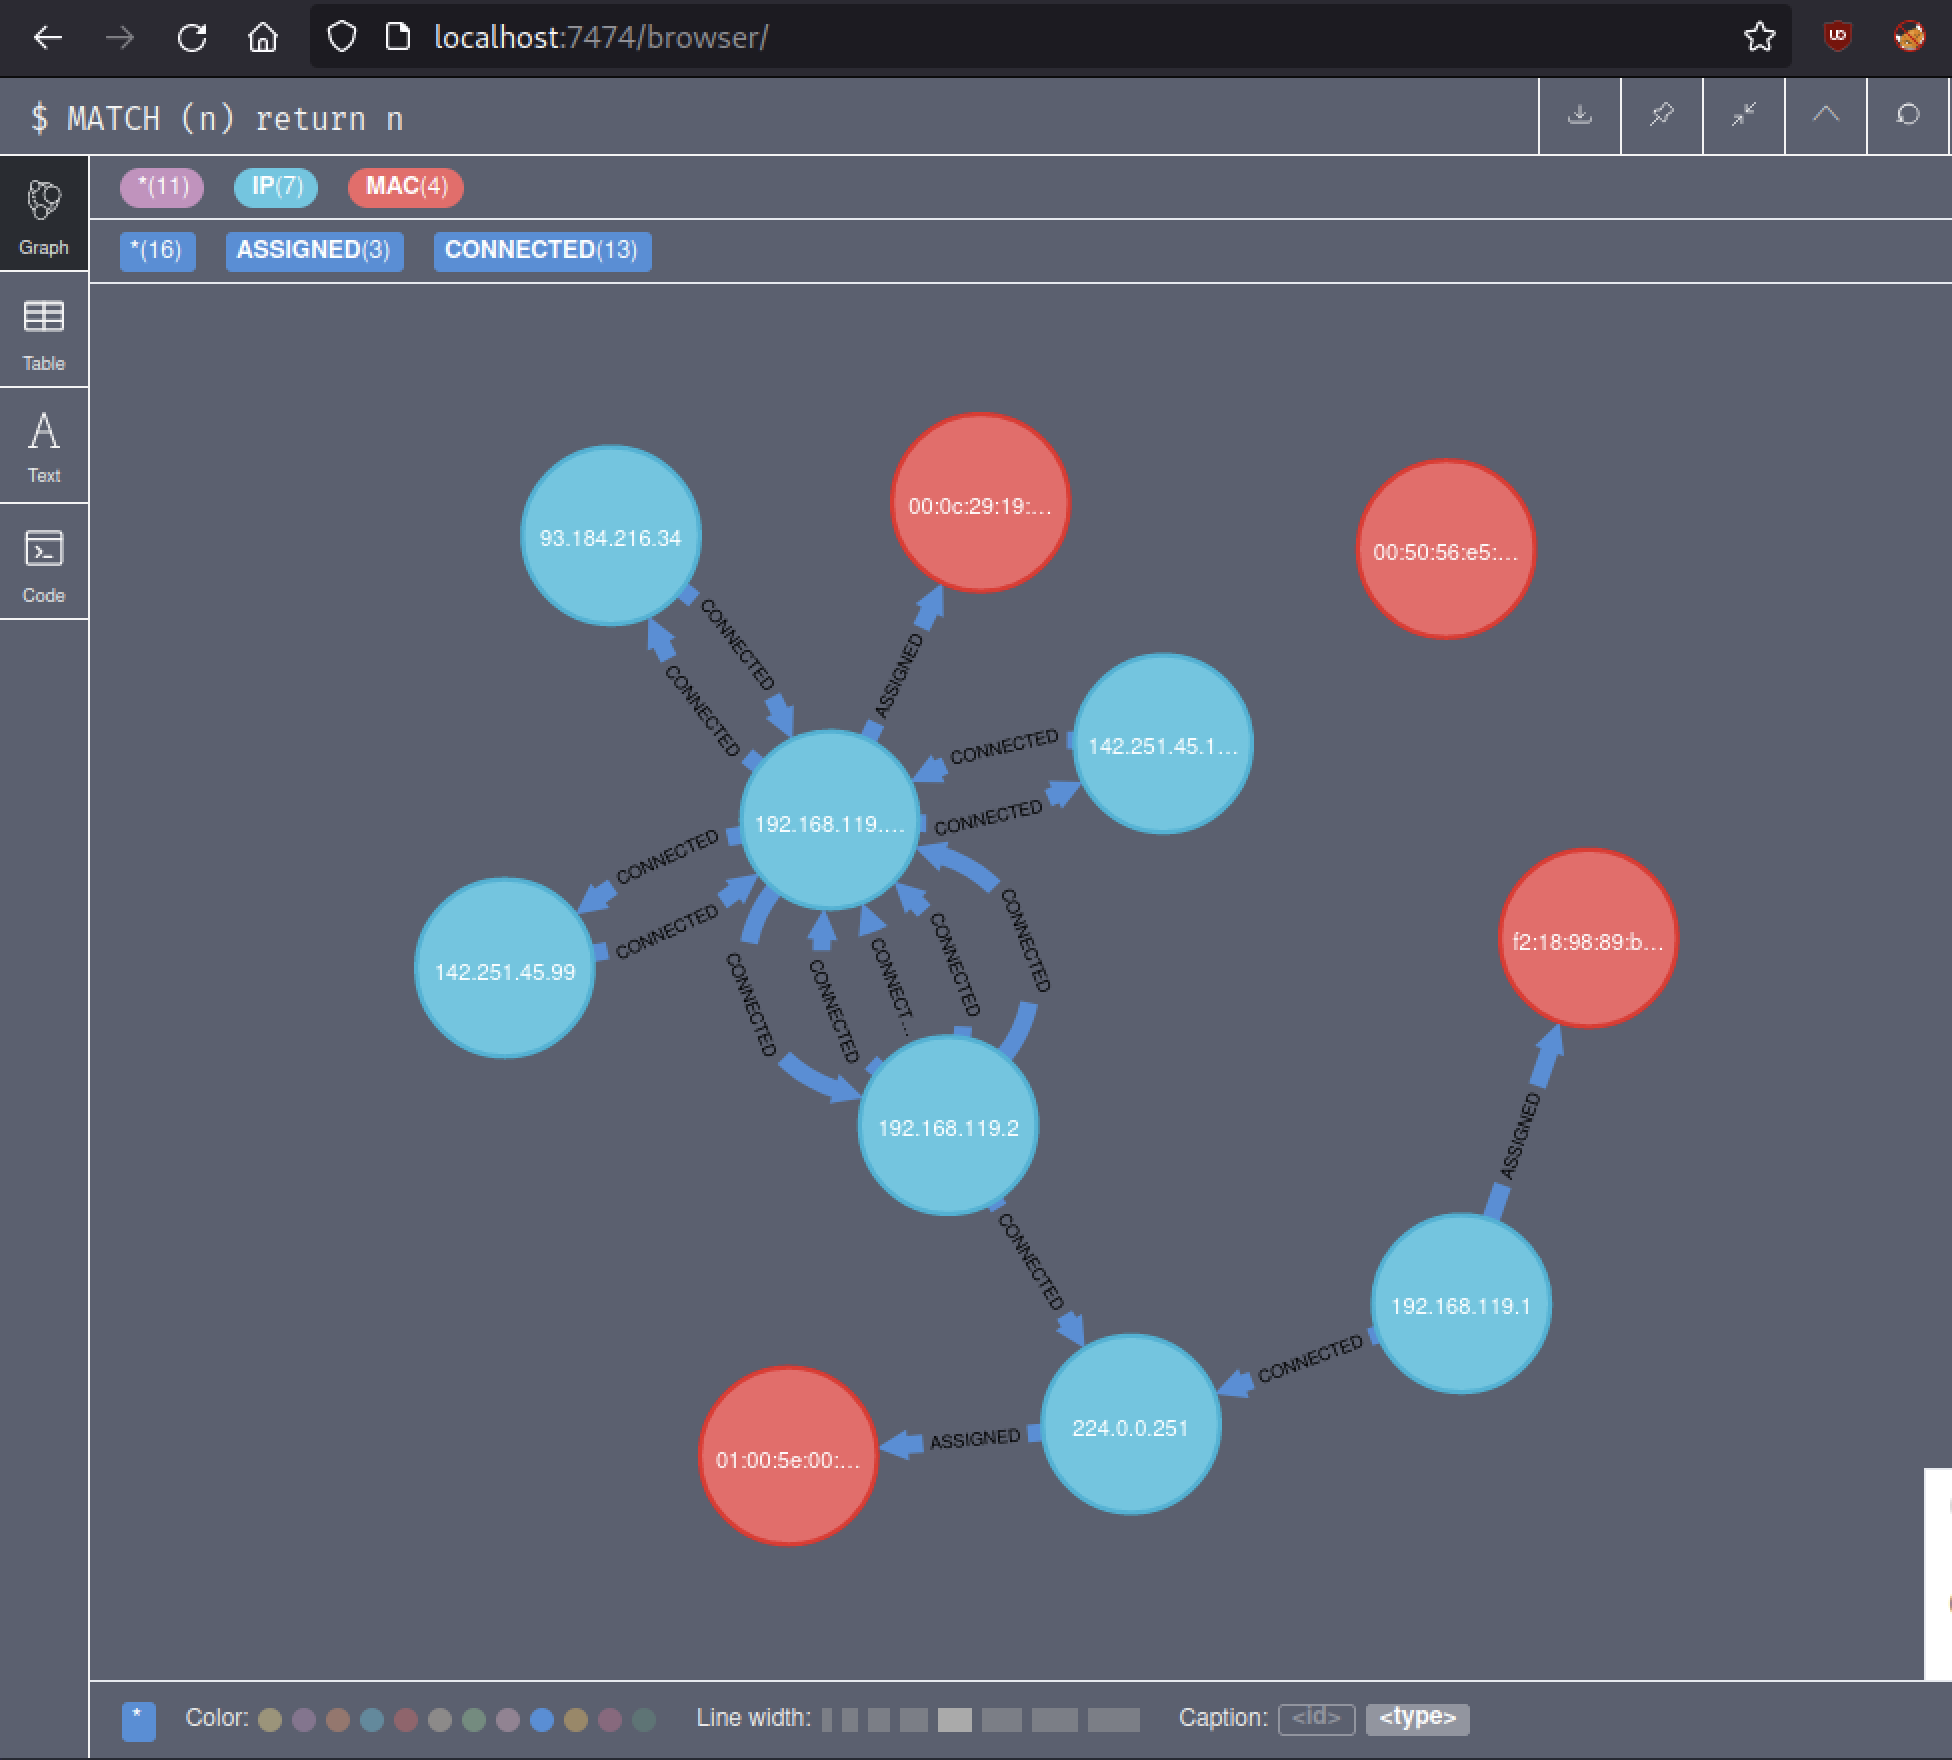 localhost:7474/browser/
$ MATCH (n) return n
*(11) IP(7) MAC(4)
*(16) ASSIGNED(3) CONNECTED(13)
Graph
Table
A
Text
Code
93.184.216.34
00:0c:29:19:...
00:50:56:e5:...
CONNECTED
CONNECTED
ASSIGNED
142.251.45.1...
CONNECTED
CONNECTED
192.168.119....
CONNECTED
CONNECTED
142.251.45.99
CONNECTED
CONNECTED
CONNECT...
CONNECTED
CONNECTED
f2:18:98:89:b...
192.168.119.2
ASSIGNED
CONNECTED
192.168.119.1
CONNECTED
224.0.0.251
ASSIGNED
01:00:5e:00:...
* Color: Line width: Caption: <id> <type>